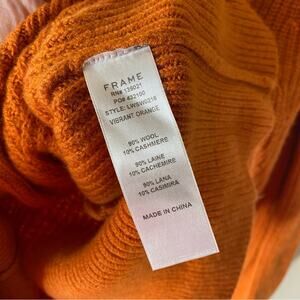 FRAME
RN# 139021
PO# 422100
STYLE: LWSW0216
VIBRANT ORANGE
90% WOOL
10% CASHMERE
90% LAINE
10% CACHEMIRE
90% LANA
10% CASIMIRA
MADE IN CHINA